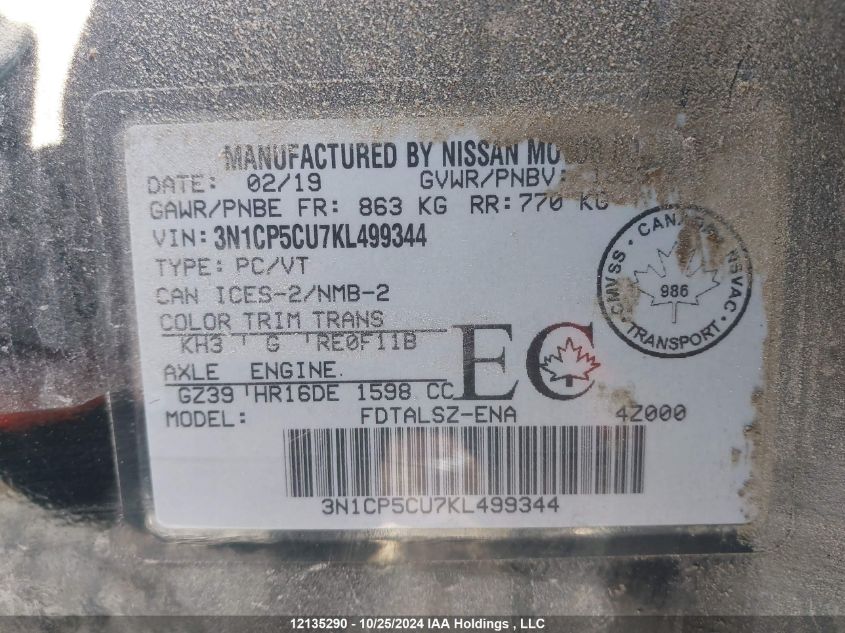 MANUFACTURED BY NISSAN
DATE: 02/19 GVWR/PNBV:
GAWR/PNBE FR: 863 KG RR: 770 KG
VIN: 3N1CP5CU7KL499344
TYPE: PC/VT
CAN ICES-2/NMB-2
COLOR TRIM TRANS
KH3 G RE0F11B
AXLE ENGINE
GZ39 HR16DE 1598 CC
EC
MODEL: FDTALSZ-ENA 4Z000
3N1CP5CU7KL499344
CMVSS · CANADA · NSVAC · TRANSPORT ·
986
12135290 - 10/25/2024 IAA Holdings , LLC